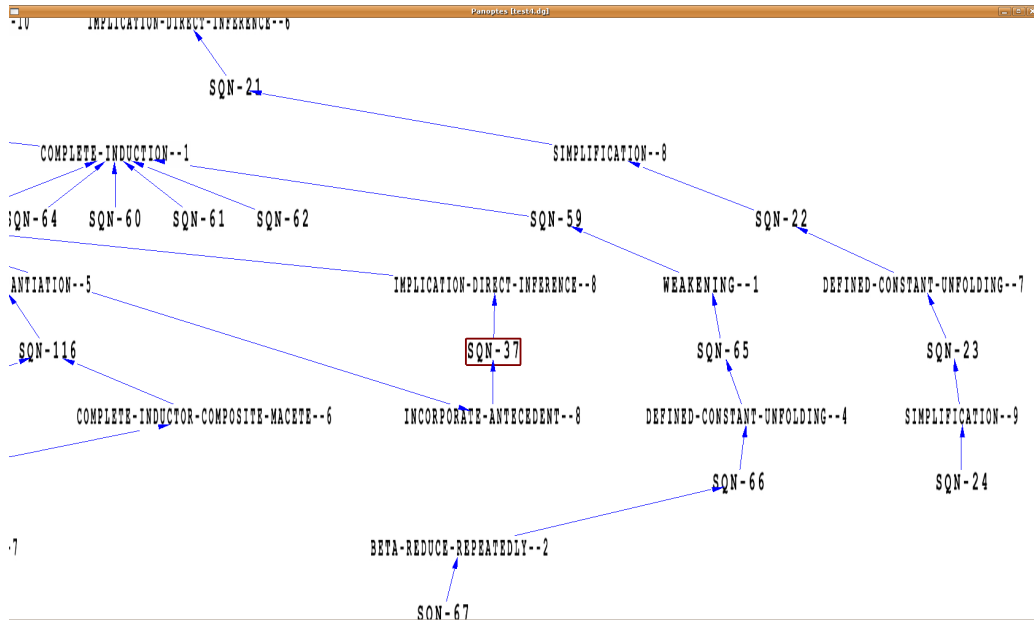 Panoptes [test4.dg]
-10 IMPLICATION-DIRECT-INFERENCE--6
SQN-21
COMPLETE-INDUCTION--1 SIMPLIFICATION--8
SQN-64 SQN-60 SQN-61 SQN-62 SQN-59 SQN-22
ANTIATION--5 IMPLICATION-DIRECT-INFERENCE--8 WEAKENING--1 DEFINED-CONSTANT-UNFOLDING--7
SQN-116 SQN-37 SQN-65 SQN-23
COMPLETE-INDUCTOR-COMPOSITE-MACETE--6 INCORPORATE-ANTECEDENT--8 DEFINED-CONSTANT-UNFOLDING--4 SIMPLIFICATION--9
SQN-66 SQN-24
-7 BETA-REDUCE-REPEATEDLY--2
SQN-67